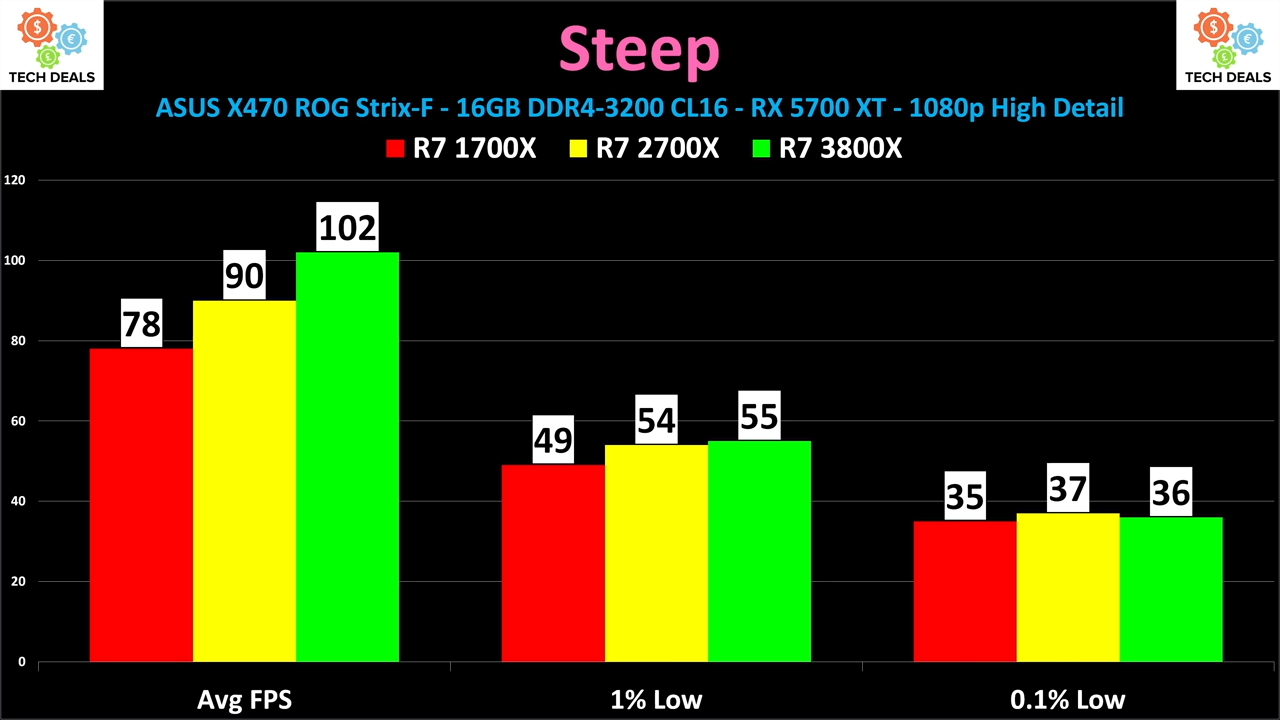 $
€
€
TECH DEALS
Steep
$
€
€
TECH DEALS
ASUS X470 ROG Strix-F - 16GB DDR4-3200 CL16 - RX 5700 XT - 1080p High Detail
R7 1700X R7 2700X R7 3800X
120
100
80
60
40
20
0
78
90
102
49
54
55
35
37
36
Avg FPS
1% Low
0.1% Low